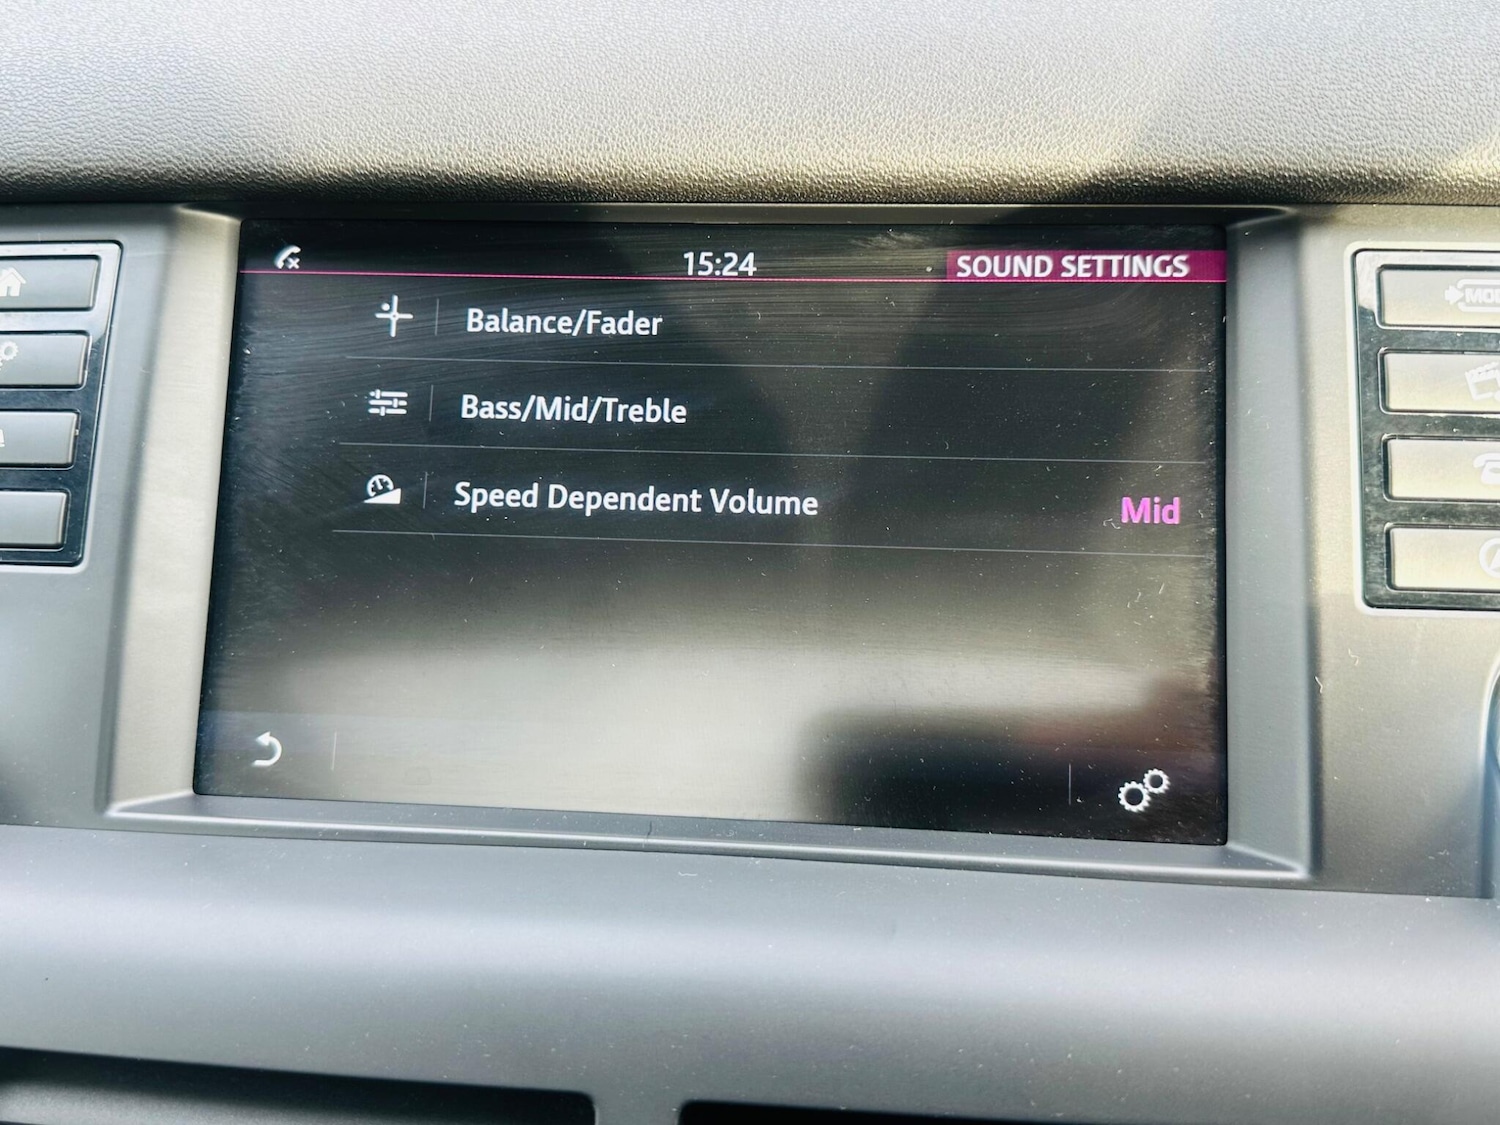 15:24
SOUND SETTINGS
Balance/Fader
Bass/Mid/Treble
Speed Dependent Volume
Mid